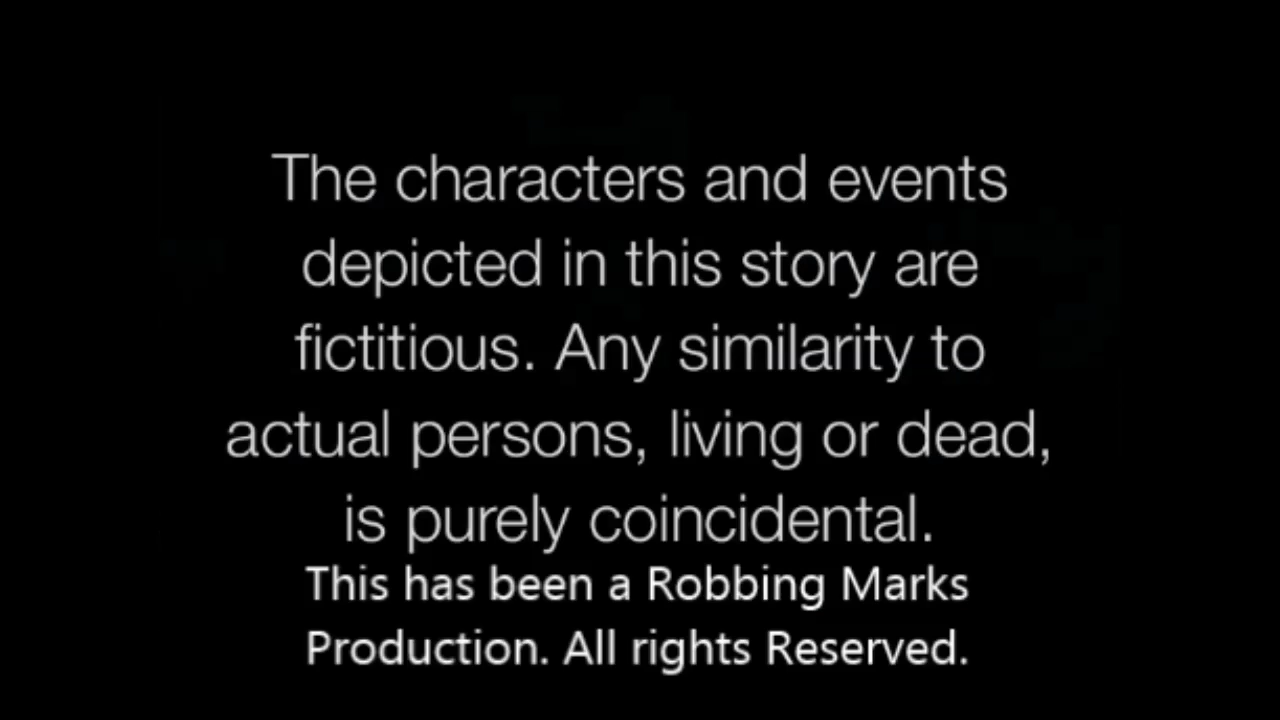 The characters and events
depicted in this story are
fictitious. Any similarity to
actual persons, living or dead,
is purely coincidental.
This has been a Robbing Marks
Production. All rights Reserved.